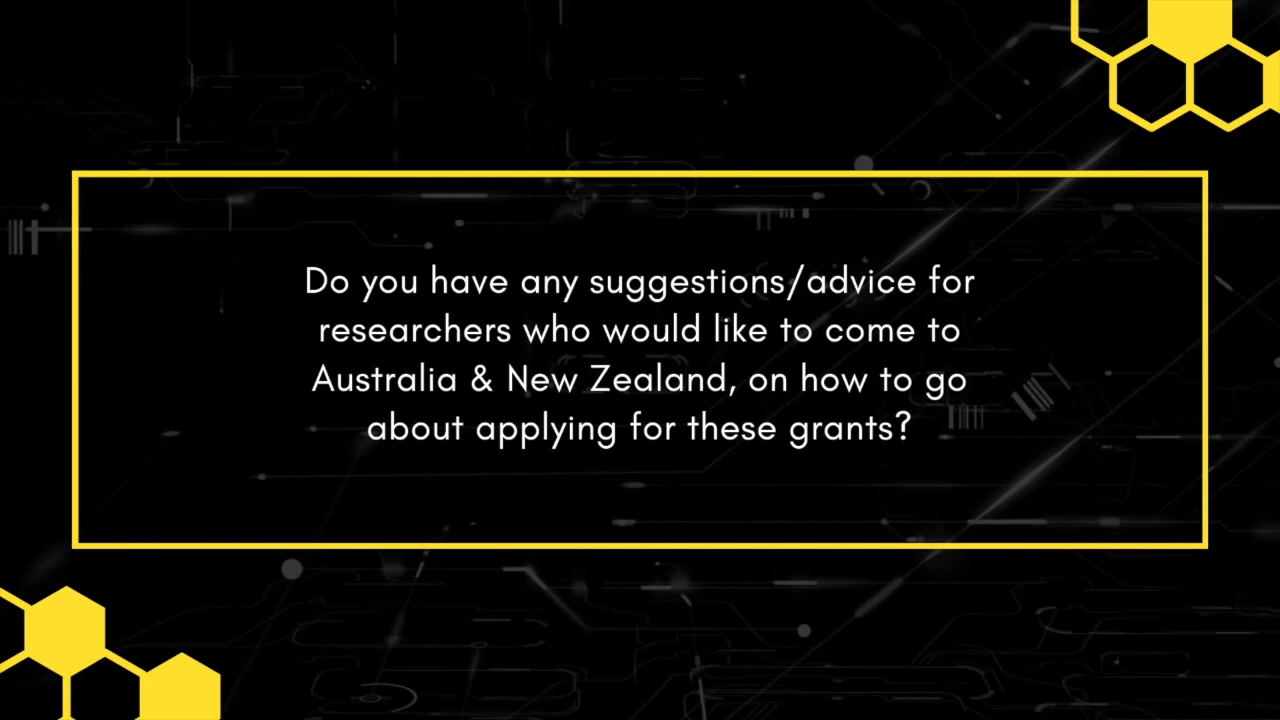 Do you have any suggestions/advice for
researchers who would like to come to
Australia & New Zealand, on how to go
about applying for these grants?